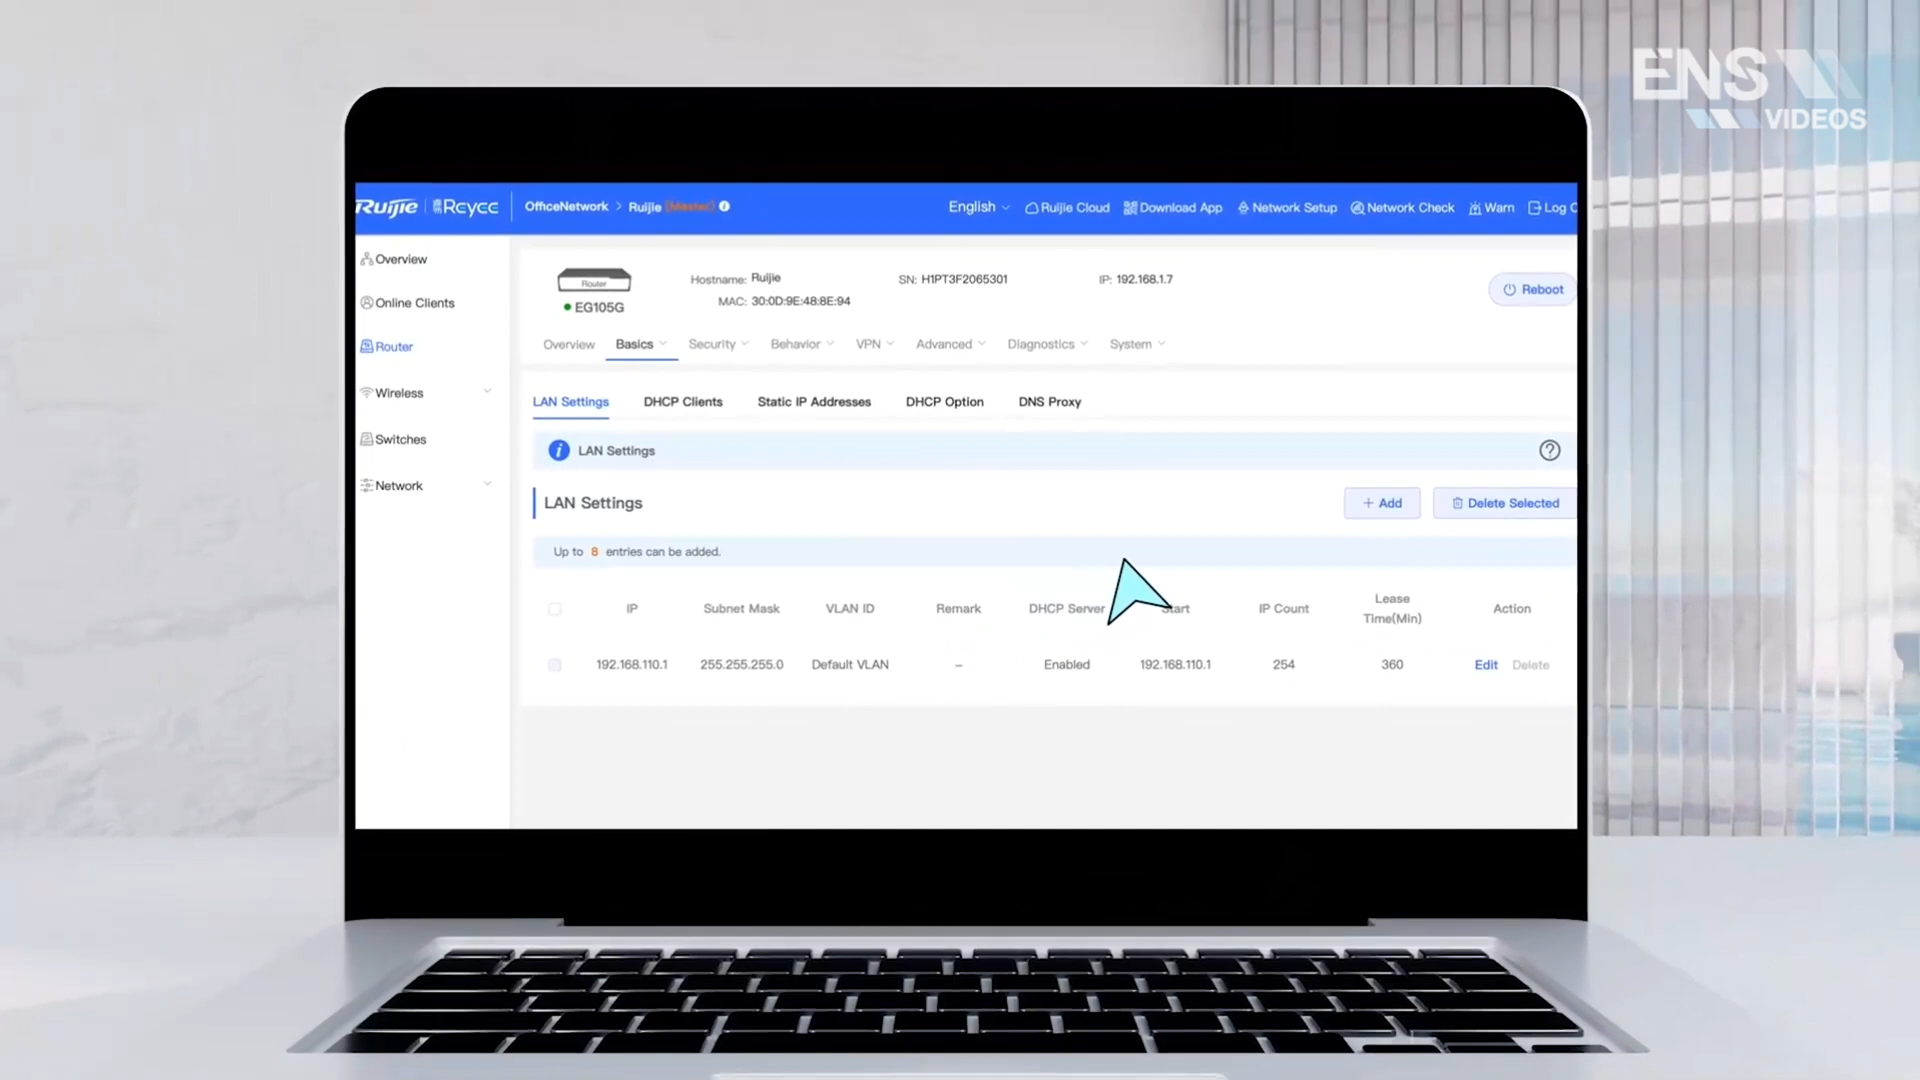 ENS
VIDEOS
Ruijie Reyee OfficeNetwork > Ruijie [Master] English Ruijie Cloud Download App Network Setup Network Check Warn Log O
Overview
Online Clients
Router
Wireless
Switches
Network
Router
EG105G
Hostname: Ruijie SN: H1PT3F2065301 IP: 192.168.1.7
MAC: 30:0D:9E:48:8E:94
Reboot
Overview Basics Security Behavior VPN Advanced Diagnostics System
LAN Settings DHCP Clients Static IP Addresses DHCP Option DNS Proxy
LAN Settings
LAN Settings + Add Delete Selected
Up to 8 entries can be added.
IP Subnet Mask VLAN ID Remark DHCP Server Start IP Count Lease Time(Min) Action
192.168.110.1 255.255.255.0 Default VLAN – Enabled 192.168.110.1 254 360 Edit Delete